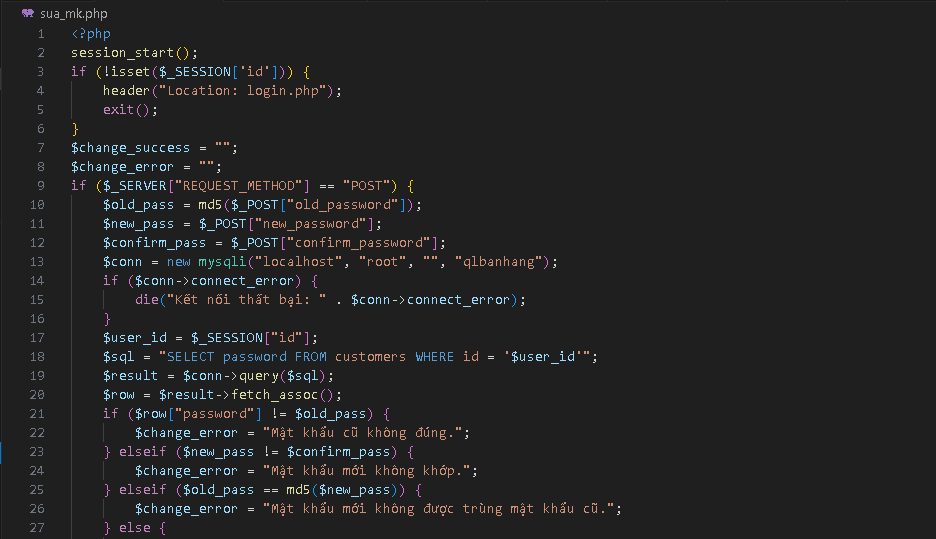 sua_mk.php
1 <?php
2 session_start();
3 if (!isset($_SESSION['id'])) {
4     header("Location: login.php");
5     exit();
6 }
7 $change_success = "";
8 $change_error = "";
9 if ($_SERVER["REQUEST_METHOD"] == "POST") {
10     $old_pass = md5($_POST["old_password"]);
11     $new_pass = $_POST["new_password"];
12     $confirm_pass = $_POST["confirm_password"];
13     $conn = new mysqli("localhost", "root", "", "qlbanhang");
14     if ($conn->connect_error) {
15         die("Kết nối thất bại: " . $conn->connect_error);
16     }
17     $user_id = $_SESSION["id"];
18     $sql = "SELECT password FROM customers WHERE id = '$user_id'";
19     $result = $conn->query($sql);
20     $row = $result->fetch_assoc();
21     if ($row["password"] != $old_pass) {
22         $change_error = "Mật khẩu cũ không đúng.";
23     } elseif ($new_pass != $confirm_pass) {
24         $change_error = "Mật khẩu mới không khớp.";
25     } elseif ($old_pass == md5($new_pass)) {
26         $change_error = "Mật khẩu mới không được trùng mật khẩu cũ.";
27     } else {